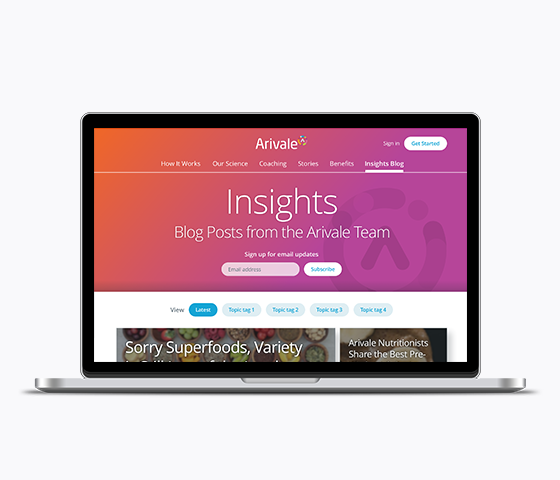 Arivale
Sign in
Get Started
How It Works
Our Science
Coaching
Stories
Benefits
Insights Blog
Insights
Blog Posts from the Arivale Team
Sign up for email updates
Email address
Subscribe
View
Latest
Topic tag 1
Topic tag 2
Topic tag 3
Topic tag 4
Sorry Superfoods, Variety
Arivale Nutritionists
Share the Best Pre-